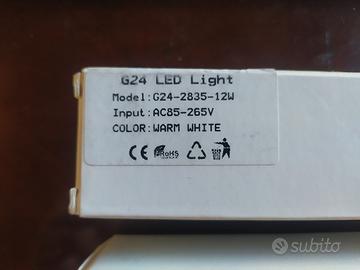 G24 LED Light
Model:G24-2835-12W
Input:AC85-265V
COLOR:WARM WHITE
CE RoHS
subito